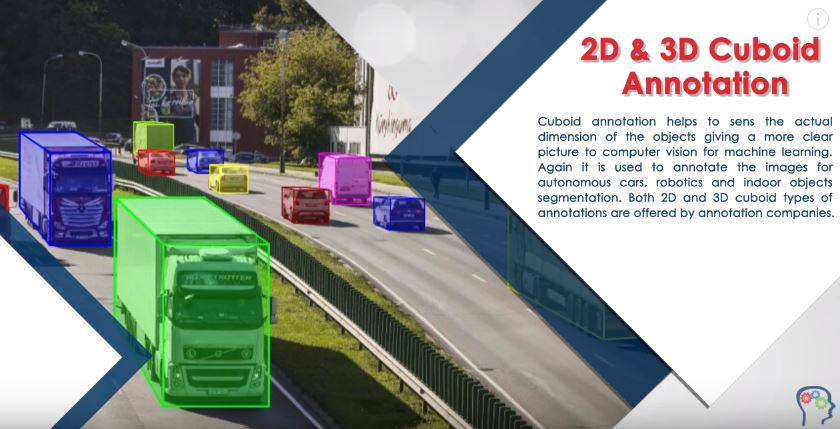 2D & 3D Cuboid
Annotation
Cuboid annotation helps to sens the actual
dimension of the objects giving a more clear
picture to computer vision for machine learning.
Again it is used to annotate the images for
autonomous cars, robotics and indoor objects
segmentation. Both 2D and 3D cuboid types of
annotations are offered by annotation companies.